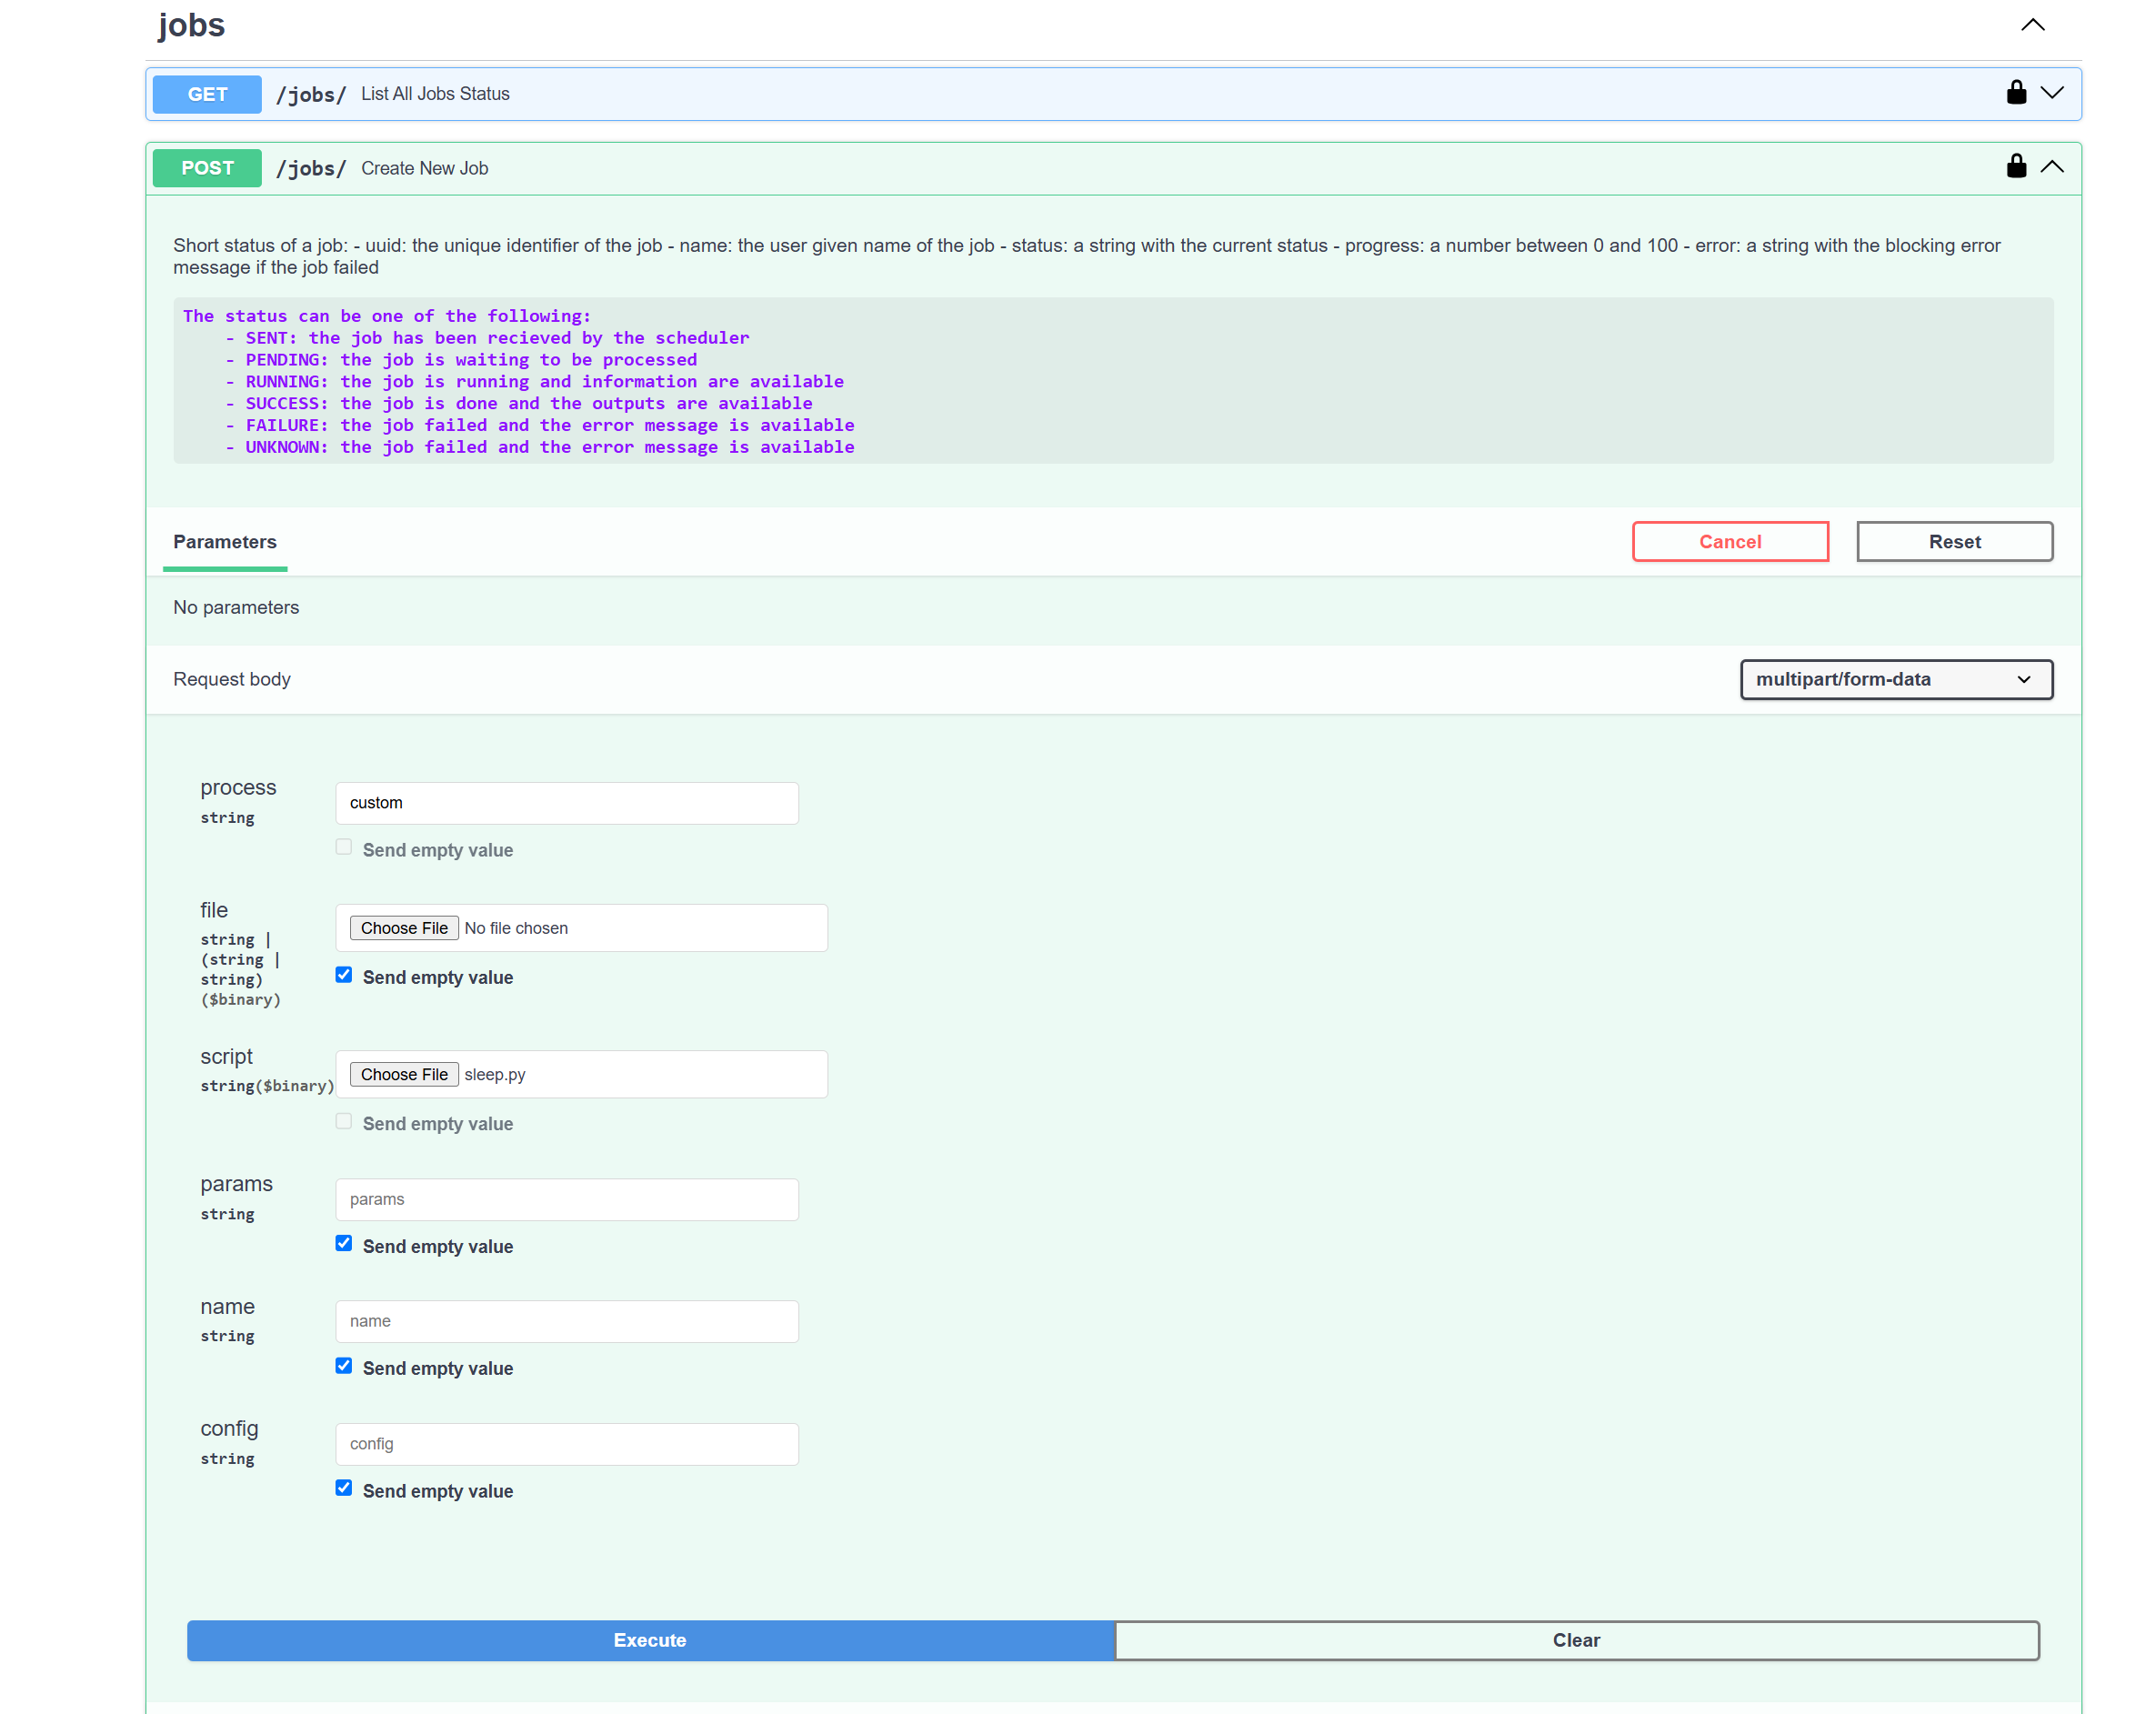 jobs
GET /jobs/ List All Jobs Status
POST /jobs/ Create New Job
Short status of a job: - uuid: the unique identifier of the job - name: the user given name of the job - status: a string with the current status - progress: a number between 0 and 100 - error: a string with the blocking error
message if the job failed
The status can be one of the following:
- SENT: the job has been recieved by the scheduler
- PENDING: the job is waiting to be processed
- RUNNING: the job is running and information are available
- SUCCESS: the job is done and the outputs are available
- FAILURE: the job failed and the error message is available
- UNKNOWN: the job failed and the error message is available
Parameters Cancel Reset
No parameters
Request body multipart/form-data
process
string
custom
Send empty value
file
string |
(string |
string)
($binary)
Choose File No file chosen
Send empty value
script
string($binary)
Choose File sleep.py
Send empty value
params
string
params
Send empty value
name
string
name
Send empty value
config
string
config
Send empty value
Execute Clear